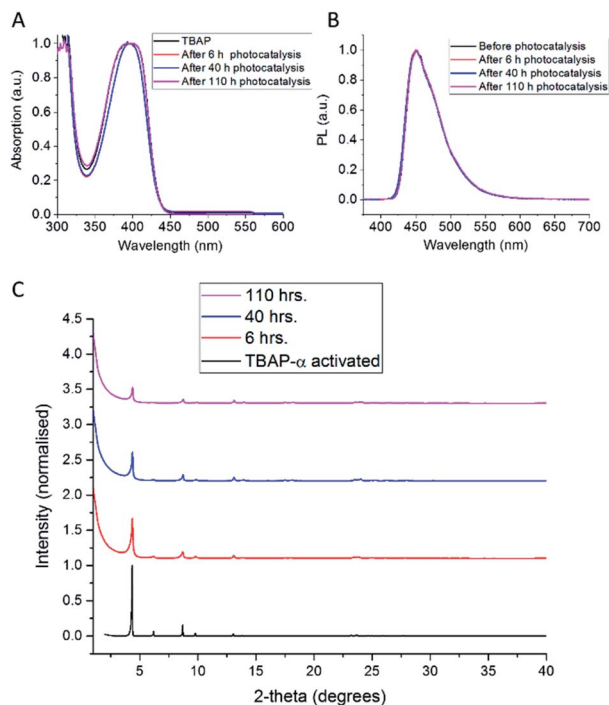 A
TBAP
After 6 h photocatalysis
After 40 h photocatalysis
After 110 h photocatalysis
Absorption (a.u.)
1.0
0.8
0.6
0.4
0.2
0.0
300 350 400 450 500 550 600
Wavelength (nm)
B
Before photocatalysis
After 6 h photocatalysis
After 40 h photocatalysis
After 110 h photocatalysis
PL (a.u.)
1.0
0.8
0.6
0.4
0.2
0.0
400 450 500 550 600 650 700
Wavelength (nm)
C
110 hrs.
40 hrs.
6 hrs.
TBAP-α activated
Intensity (normalised)
4.5
4.0
3.5
3.0
2.5
2.0
1.5
1.0
0.5
0.0
5 10 15 20 25 30 35 40
2-theta (degrees)